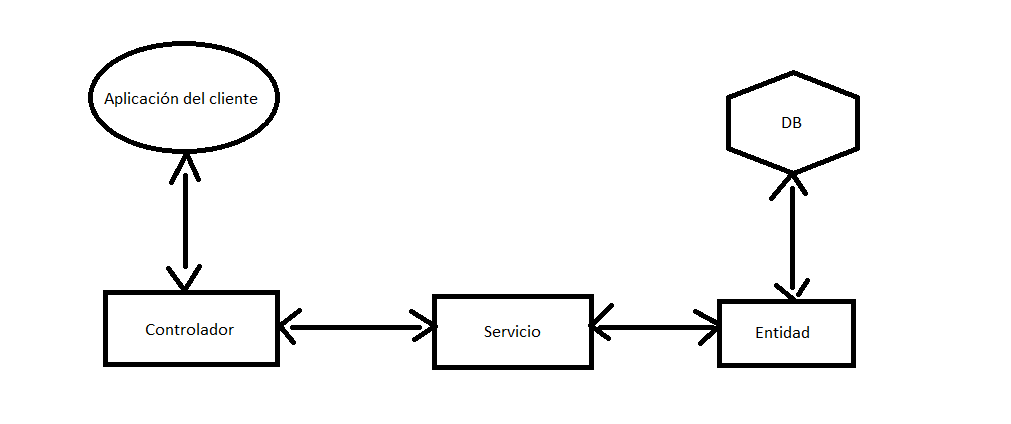 Aplicación del cliente
DB
Controlador
Servicio
Entidad